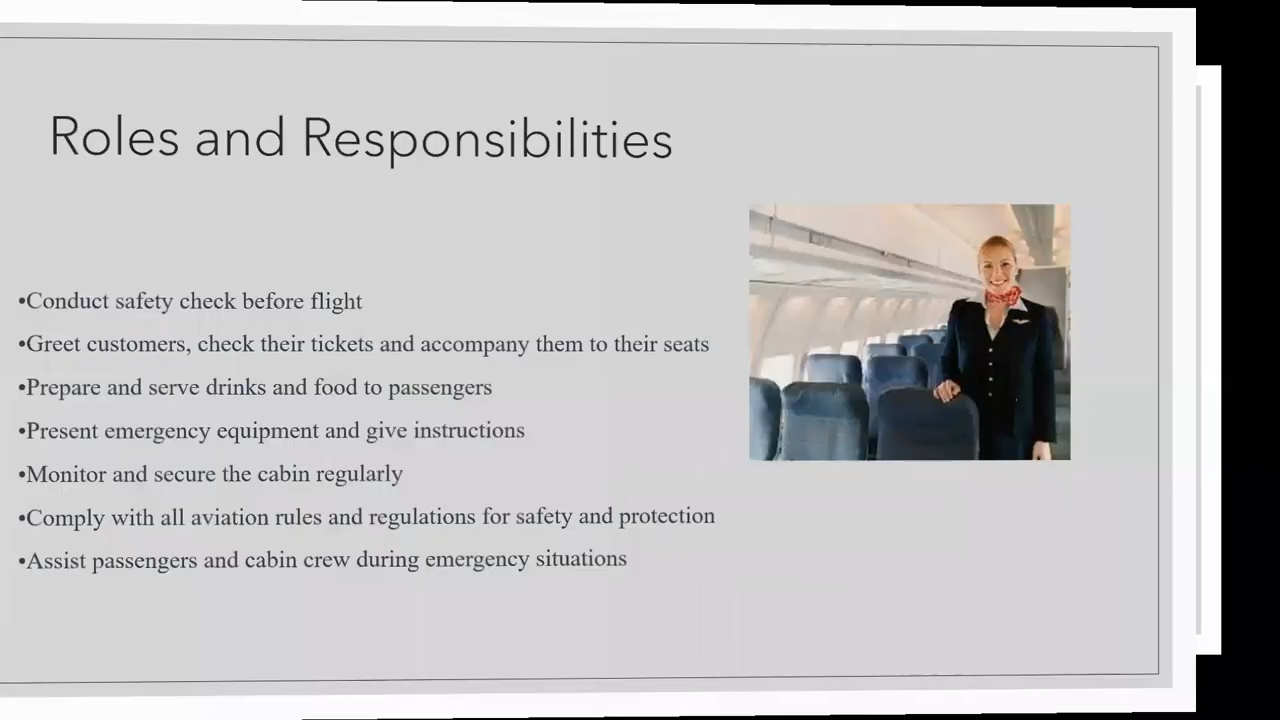 Roles and Responsibilities
•Conduct safety check before flight
•Greet customers, check their tickets and accompany them to their seats
•Prepare and serve drinks and food to passengers
•Present emergency equipment and give instructions
•Monitor and secure the cabin regularly
•Comply with all aviation rules and regulations for safety and protection
•Assist passengers and cabin crew during emergency situations